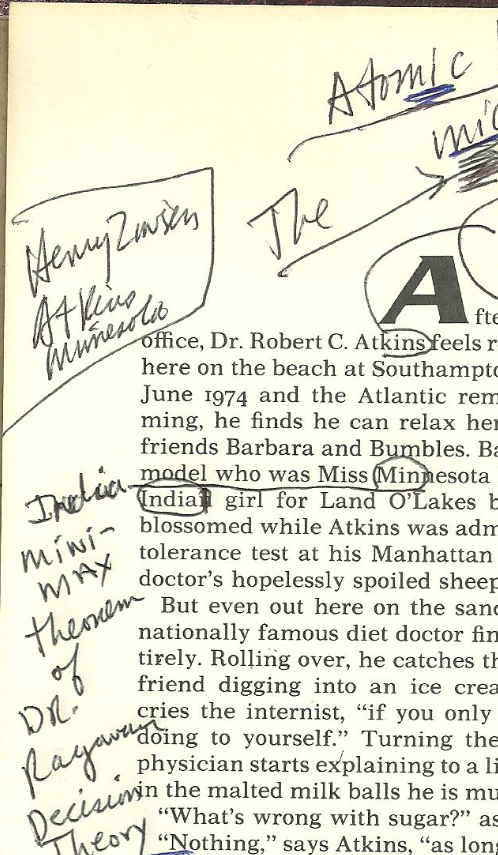 Atomic
The
Atkins
Minnesota
After
office, Dr. Robert C. Atkins feels r
here on the beach at Southampto
June 1974 and the Atlantic rem
ming, he finds he can relax her
friends Barbara and Bumbles. Ba
model who was Miss Minnesota
Indian girl for Land O'Lakes b
blossomed while Atkins was adm
tolerance test at his Manhattan
doctor's hopelessly spoiled sheep
But even out here on the sand
nationally famous diet doctor fin
tirely. Rolling over, he catches th
friend digging into an ice crea
cries the internist, “if you only
doing to yourself.” Turning the
physician starts explaining to a li
in the malted milk balls he is mu
“What's wrong with sugar?” as
“Nothing,” says Atkins, “as long
India
mini-
max
theorem
of
DR.
Decision
Theory